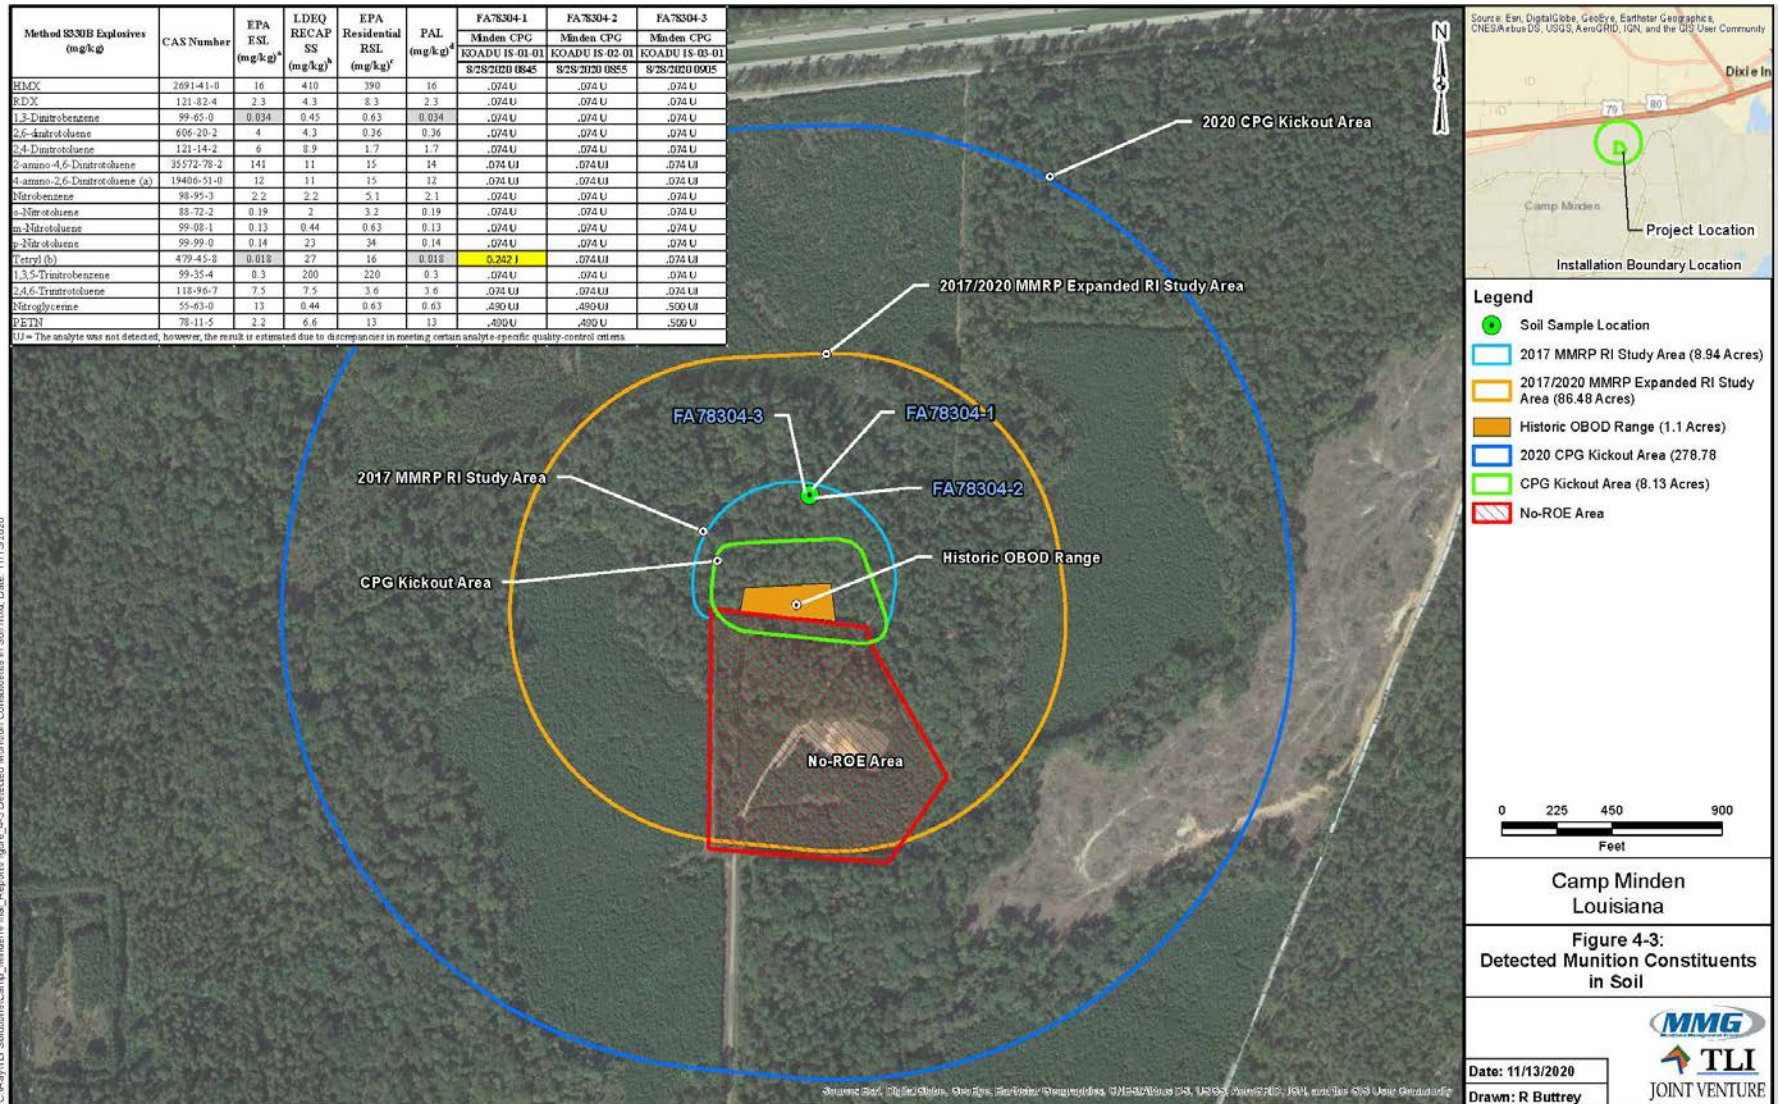 Method 8330B Explosives (mg/kg) CAS Number EPA ESL (mg/kg)a LDEQ RECAP SS (mg/kg)b EPA Residential RSL (mg/kg)c PAL (mg/kg)d FA78304-1 FA78304-2 FA78304-3
Minden CPG Minden CPG Minden CPG
KOADU IS-01-01 KOADU IS-02-01 KOADU IS-03-01
8/28/2020 0845 8/28/2020 0855 8/28/2020 0905
HMX 2691-41-0 16 410 390 16 .074 U .074 U .074 U
RDX 121-82-4 2.3 4.3 8.3 2.3 .074 U .074 U .074 U
1,3-Dinitrobenzene 99-65-0 0.034 0.45 0.63 0.034 .074 U .074 U .074 U
2,6-dinitrotoluene 606-20-2 4 4.3 0.36 0.36 .074 U .074 U .074 U
2,4-Dinitrotoluene 121-14-2 6 8.9 1.7 1.7 .074 U .074 U .074 U
2-amino-4,6-Dinitrotoluene 35572-78-2 141 11 15 14 .074 UJ .074 UJ .074 UJ
4-amino-2,6-Dinitrotoluene (a) 19406-51-0 12 11 15 12 .074 UJ .074 UJ .074 UJ
Nitrobenzene 98-95-3 2.2 2.2 5.1 2.1 .074 U .074 U .074 U
o-Nitrotoluene 88-72-2 0.19 2 3.2 0.19 .074 U .074 U .074 U
m-Nitrotoluene 99-08-1 0.13 0.44 0.63 0.13 .074 U .074 U .074 U
p-Nitrotoluene 99-99-0 0.14 23 34 0.14 .074 U .074 U .074 U
Tetryl (b) 479-45-8 0.018 27 16 0.018 0.242 J .074 UJ .074 UJ
1,3,5-Trinitrobenzene 99-35-4 0.3 200 220 0.3 .074 U .074 U .074 U
2,4,6-Trinitrotoluene 118-96-7 7.5 7.5 3.6 3.6 .074 UJ .074 UJ .074 UJ
Nitroglycerine 55-63-0 13 0.44 0.63 0.63 .490 UJ .490 UJ .500 UJ
PETN 78-11-5 2.2 6.6 13 13 .490 U .490 U .500 U
UJ = The analyte was not detected; however, the result is estimated due to discrepancies in meeting certain analyte-specific quality-control criteria.
N
2020 CPG Kickout Area
2017/2020 MMRP Expanded RI Study Area
FA78304-3
FA78304-1
FA78304-2
2017 MMRP RI Study Area
CPG Kickout Area
Historic OBOD Range
No-ROE Area
Source: Esri, DigitalGlobe, GeoEye, Earthstar Geographics, CNES/Airbus DS, USGS, AeroGRID, IGN, and the GIS User Community
Source: Esri, DigitalGlobe, GeoEye, Earthstar Geographics,
CNES/Airbus DS, USGS, AeroGRID, IGN, and the GIS User Community
Dixie In
79
80
Camp Minden
Project Location
Installation Boundary Location
Legend
Soil Sample Location
2017 MMRP RI Study Area (8.94 Acres)
2017/2020 MMRP Expanded RI Study
Area (86.48 Acres)
Historic OBOD Range (1.1 Acres)
2020 CPG Kickout Area (278.78
CPG Kickout Area (8.13 Acres)
No-ROE Area
0 225 450 900
Feet
Camp Minden
Louisiana
Figure 4-3:
Detected Munition Constituents
in Soil
MMG
TLI
JOINT VENTURE
Date: 11/13/2020
Drawn: R Buttrey